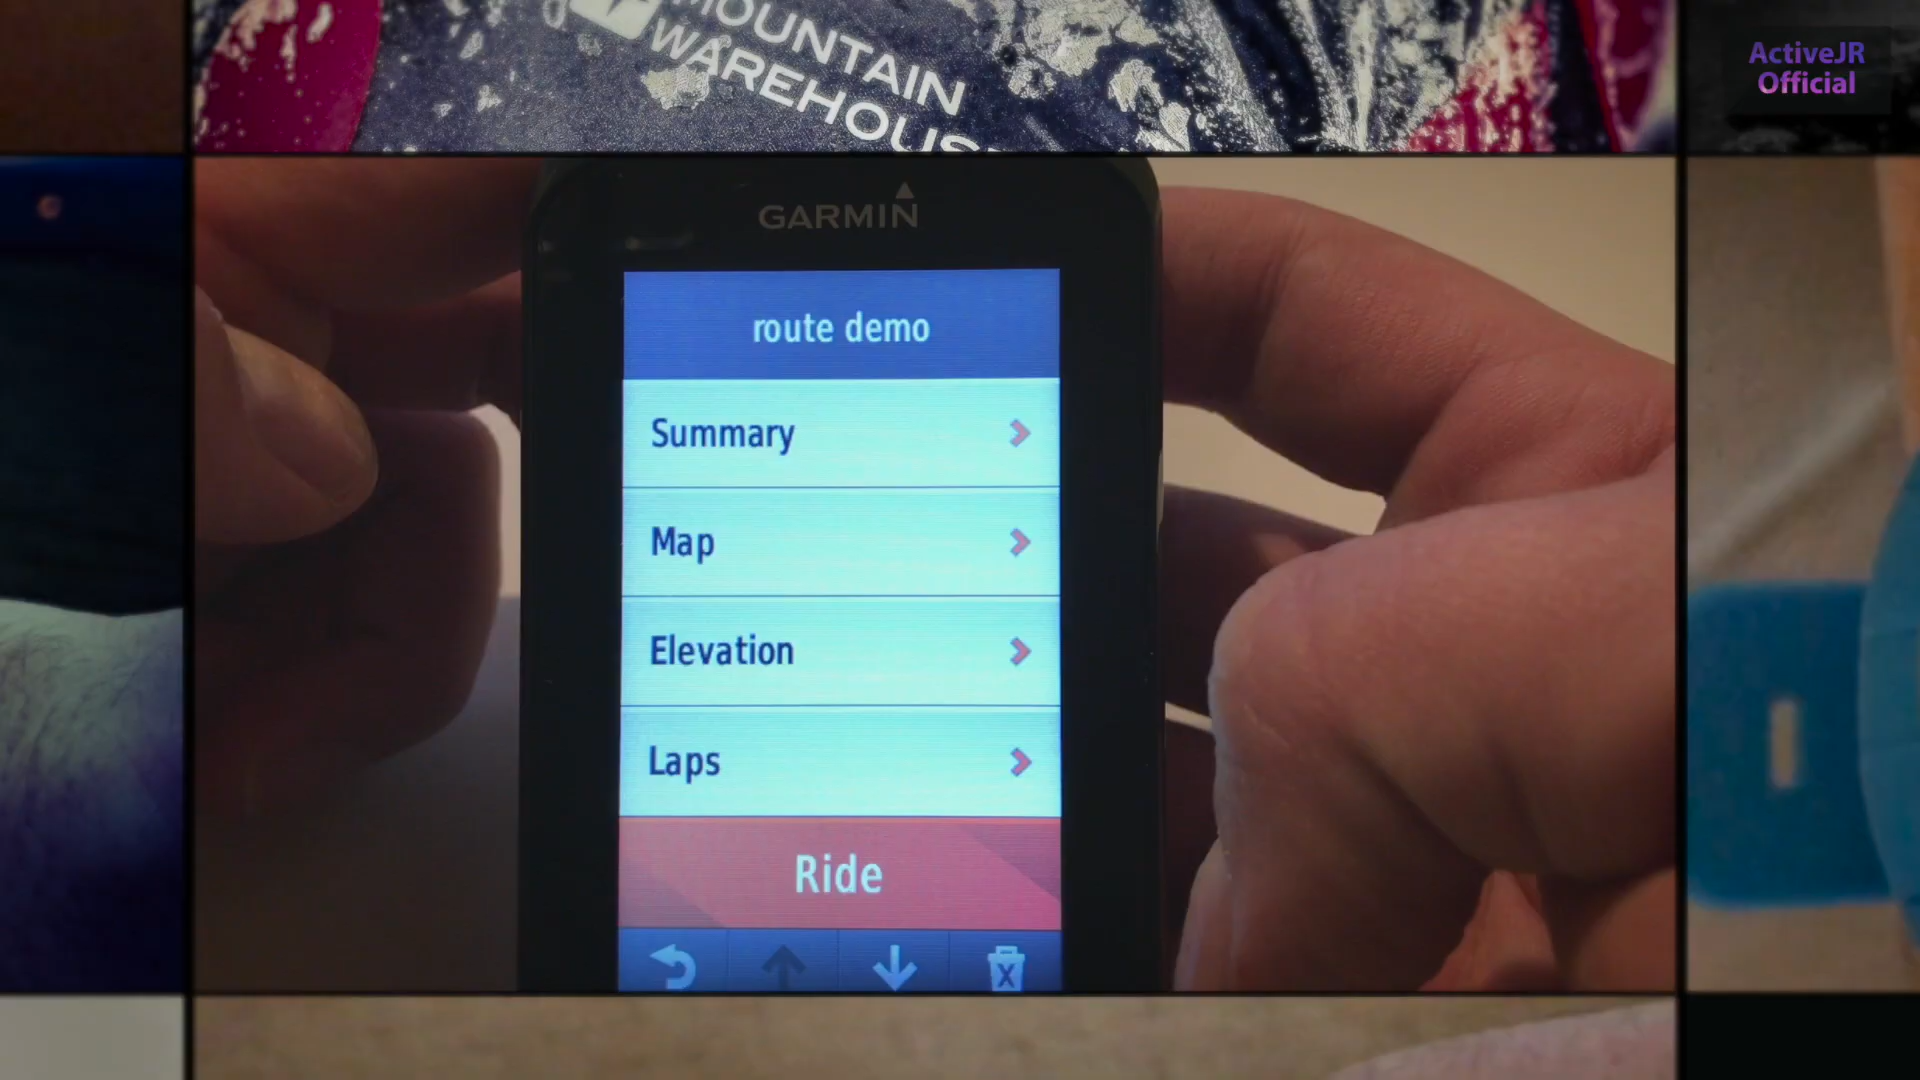 MOUNTAIN
WAREHOUS
ActiveJR
Official
GARMIN
route demo
Summary
Map
Elevation
Laps
Ride